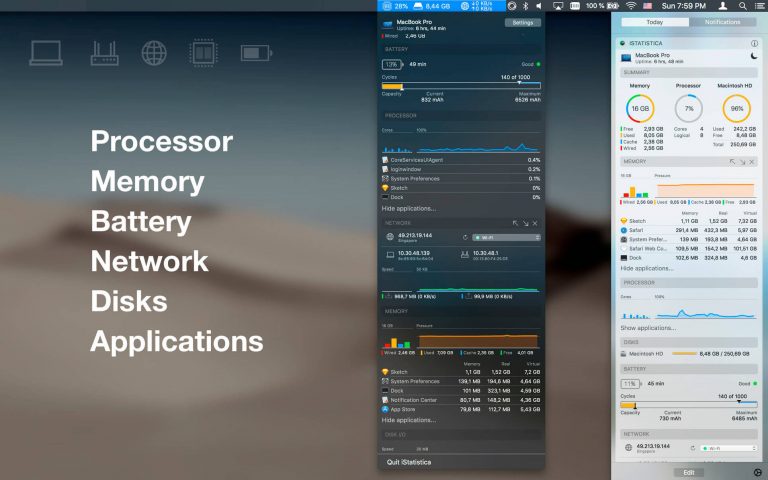 28%
8,44 GB
0 KB/s
4,0 KB/s
100 %
Sun 7:59 PM
Processor
Memory
Battery
Network
Disks
Applications
MacBook Pro
Uptime: 6 hrs, 44 min
Settings
Wired 2,46 GB
BATTERY
13% 49 min Good
Cycles 140 of 1000
Capacity Current Maximum
832 mAh 6526 mAh
PROCESSOR
Cores 100%
CoreServicesUIAgent 0.4%
loginwindow 0.2%
System Preferences 0.1%
Sketch 0%
Dock 0%
Hide applications...
NETWORK
49.213.19.144 Wi-Fi
Singapore
10.30.48.139 10.30.48.1
Speed 30 KB
968,7 MB (0 KB/s) 99,9 MB (0 KB/s)
MEMORY
16 GB Pressure
Wired 2,46 GB Used 7,09 GB Cache 2,36 GB Free 4,01 GB
Memory Real Virtual
Sketch 1,1 GB 1,52 GB 7,2 GB
System Preferences 139,1 MB 194,6 MB 4,64 GB
Dock 101 MB 323,5 MB 4,59 GB
Notification Center 80,7 MB 148,2 MB 4,36 GB
App Store 79,8 MB 112,7 MB 5,43 GB
Hide applications...
DISK I/O
Speed 20 MB
Quit iStatistica
Today Notifications
ISTATISTICA
MacBook Pro
Uptime: 6 hrs, 48 min
SUMMARY
Memory Processor Macintosh HD
16 GB 7% 96%
Free 2,93 GB Cores 4 Used 242,2 GB
Used 8,05 GB Logical 8 Free 8,48 GB
Cache 2,38 GB Total 250,69 GB
Wired 2,56 GB
MEMORY
16 GB Pressure
Wired 2,56 GB Used 8,05 GB Cache 2,38 GB Free 2,93 GB
Memory Real Virtual
Sketch 1,11 GB 1,52 GB 7,32 GB
Safari 291,4 MB 432,3 MB 5,97 GB
System Prefer... 139 MB 193,8 MB 4,64 GB
Safari Web Co... 109,2 MB 154,2 MB 101,51 GB
Dock 102,6 MB 324,8 MB 4,6 GB
Hide applications...
PROCESSOR
Cores 100%
Show applications...
DISKS
Macintosh HD 8,48 GB / 250,69 GB
BATTERY
11% 45 min Good
Cycles 140 of 1000
Capacity Current Maximum
730 mAh 6485 mAh
NETWORK
49.213.19.144 Wi-Fi
Edit